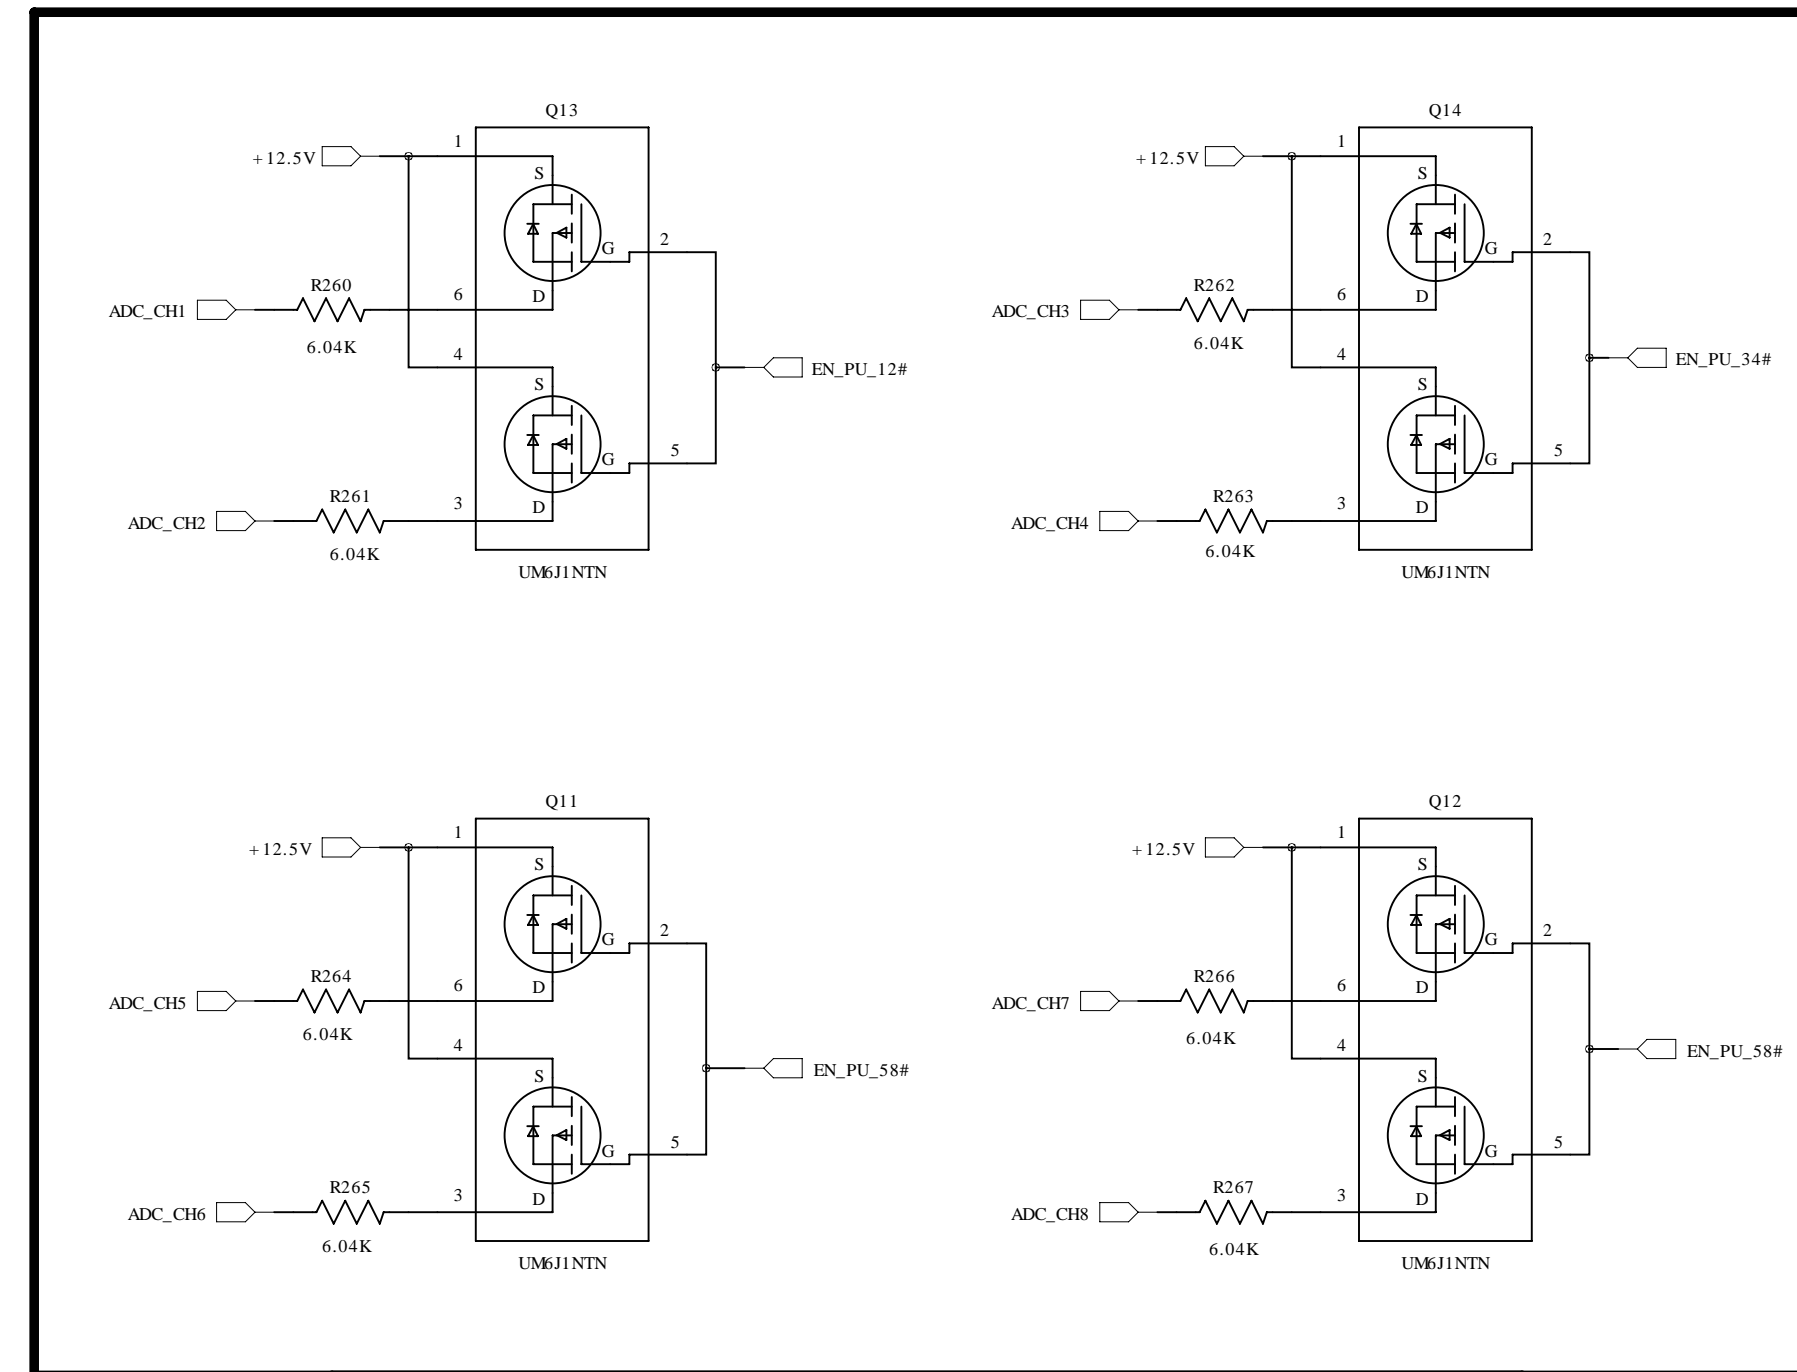 Q13
1
+12.5V
S
G
2
R260
6
D
ADC_CH1
6.04K
4
EN_PU_12#
S
G
5
R261
3
D
ADC_CH2
6.04K
UM6J1NTN
Q14
1
+12.5V
S
G
2
R262
6
D
ADC_CH3
6.04K
4
EN_PU_34#
S
G
5
R263
3
D
ADC_CH4
6.04K
UM6J1NTN
Q11
1
+12.5V
S
G
2
R264
6
D
ADC_CH5
6.04K
4
EN_PU_58#
S
G
5
R265
3
D
ADC_CH6
6.04K
UM6J1NTN
Q12
1
+12.5V
S
G
2
R266
6
D
ADC_CH7
6.04K
4
EN_PU_58#
S
G
5
R267
3
D
ADC_CH8
6.04K
UM6J1NTN